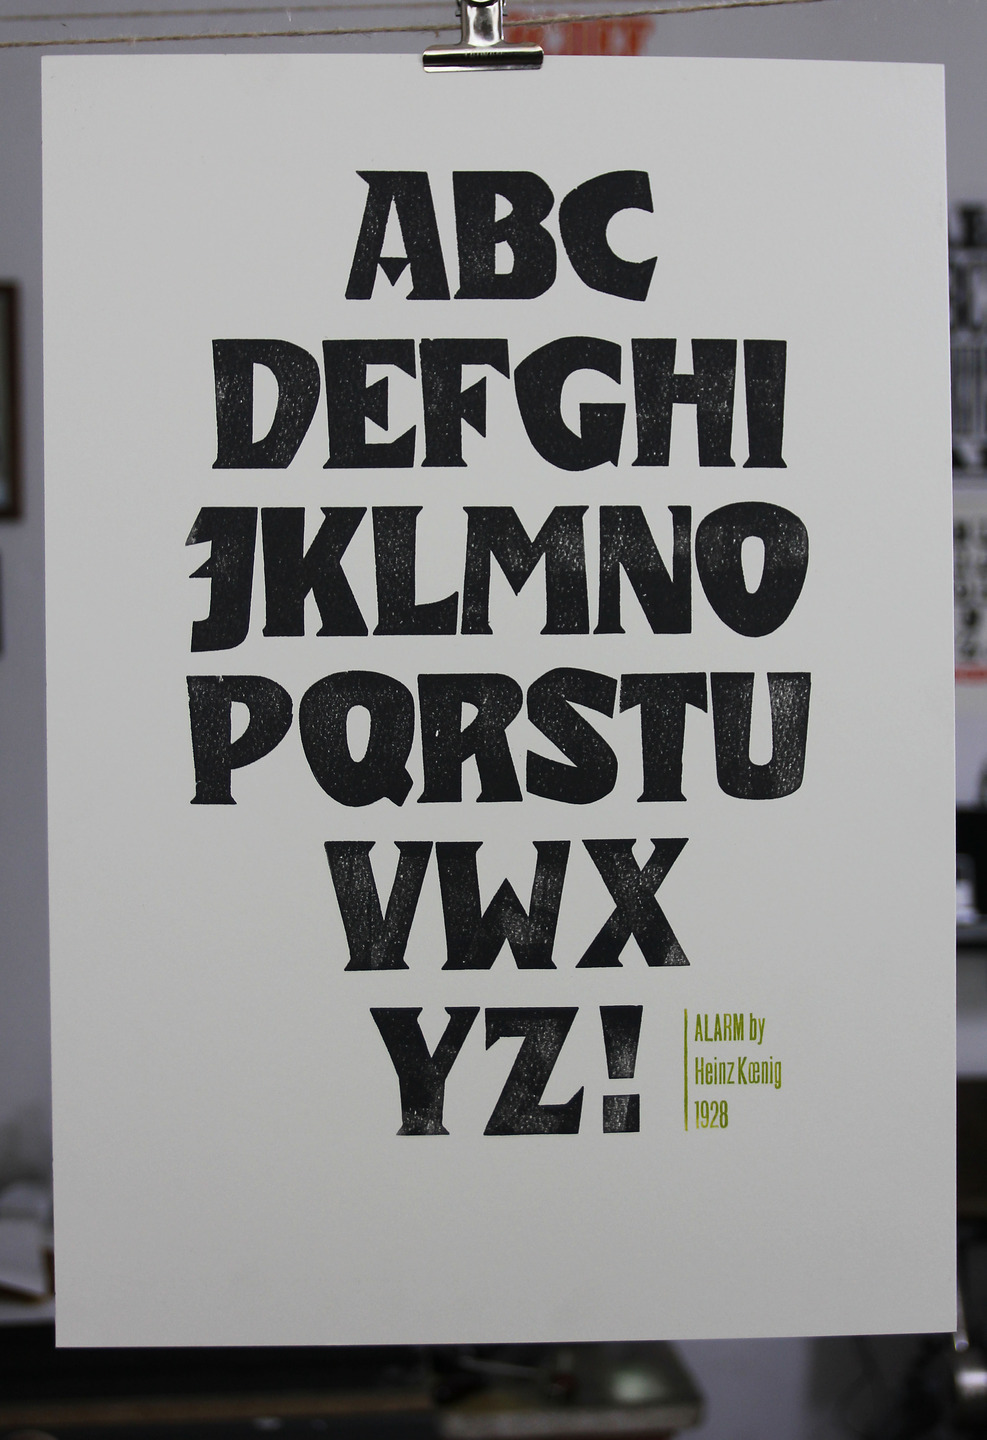 ABC
DEFGHI
JKLMNO
PQRSTU
VWX
YZ!
ALARM by
Heinz Kœnig
1928